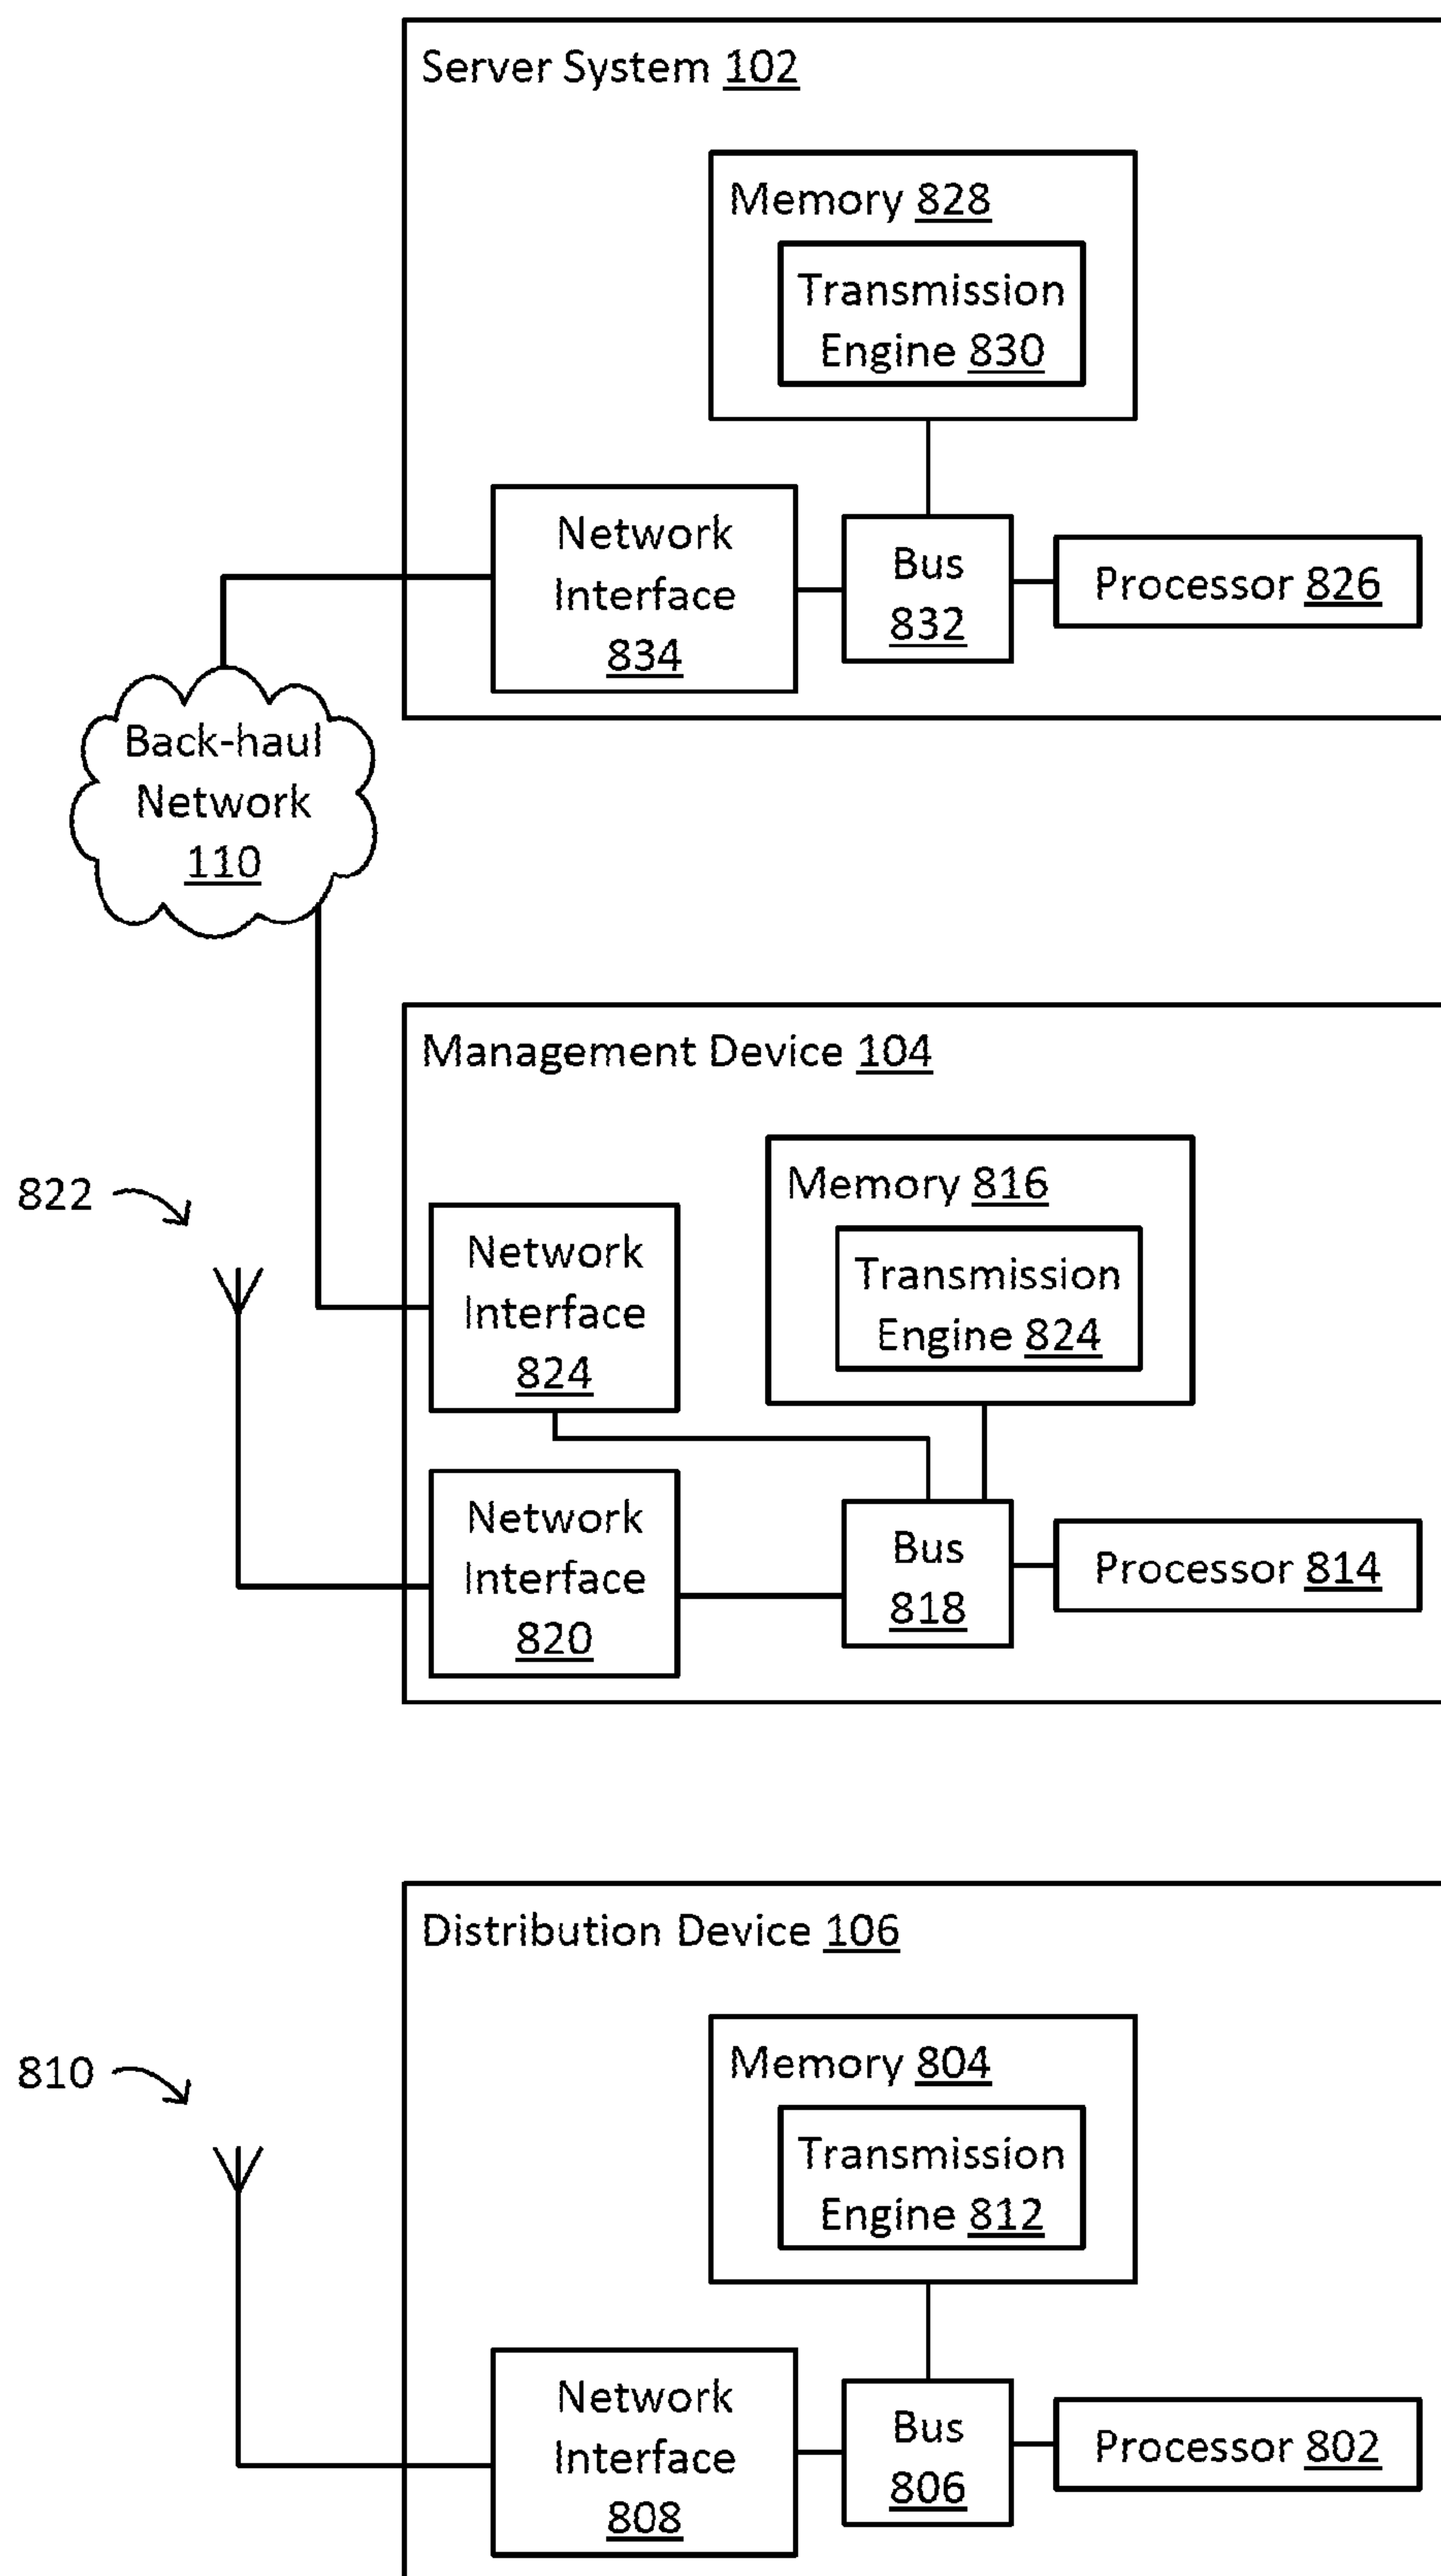 Server System 102
Memory 828
Transmission
Engine 830
Network
Interface
834
Bus
832
Processor 826
Back-haul
Network
110
Management Device 104
822
Memory 816
Transmission
Engine 824
Network
Interface
824
Network
Interface
820
Bus
818
Processor 814
Distribution Device 106
810
Memory 804
Transmission
Engine 812
Network
Interface
808
Bus
806
Processor 802